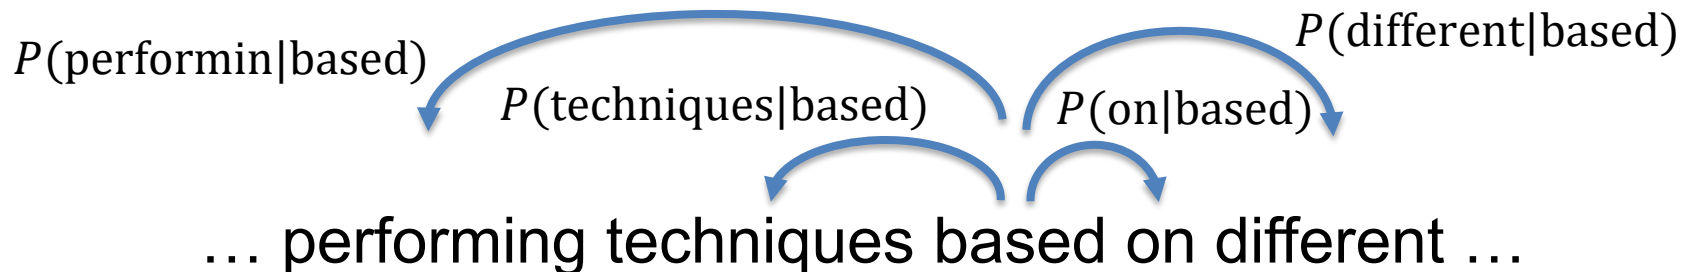 P(different|based)
P(performin|based)
P(techniques|based) P(on|based)
… performing techniques based on different …